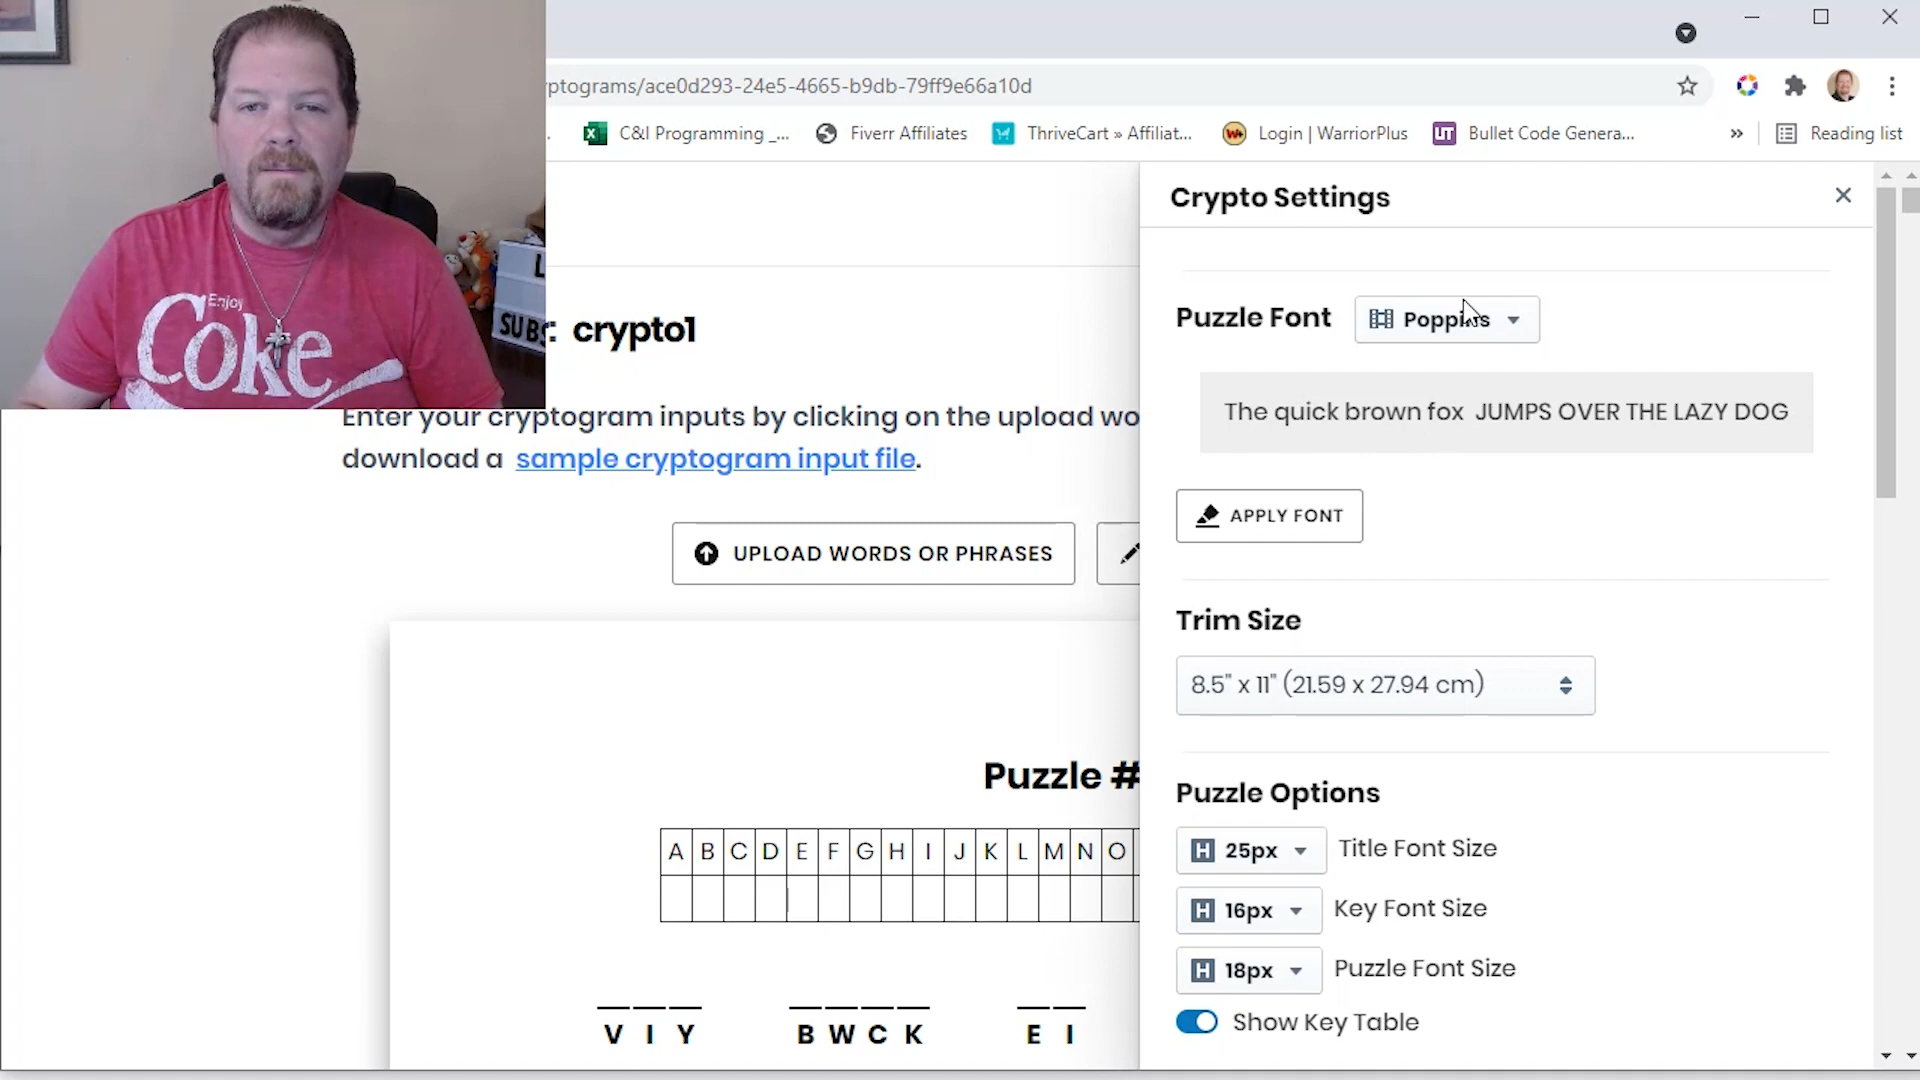 ptograms/ace0d293-24e5-4665-b9db-79ff9e66a10d
C&I Programming _...
Fiverr Affiliates
ThriveCart » Affiliat...
Login | WarriorPlus
Bullet Code Genera...
»
Reading list
Enjoy
Coke
SUBS
: crypto1
Enter your cryptogram inputs by clicking on the upload wo
download a sample cryptogram input file.
UPLOAD WORDS OR PHRASES
Puzzle #
A B C D E F G H I J K L M N O
V I Y B W C K E I
Crypto Settings
Puzzle Font Poppins
The quick brown fox JUMPS OVER THE LAZY DOG
APPLY FONT
Trim Size
8.5" x 11" (21.59 x 27.94 cm)
Puzzle Options
H 25px Title Font Size
H 16px Key Font Size
H 18px Puzzle Font Size
Show Key Table